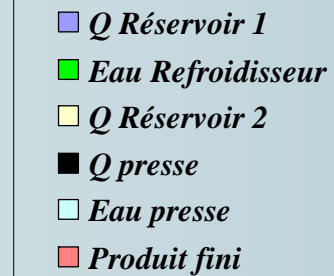 Q Réservoir 1
Eau Refroidisseur
Q Réservoir 2
Q presse
Eau presse
Produit fini